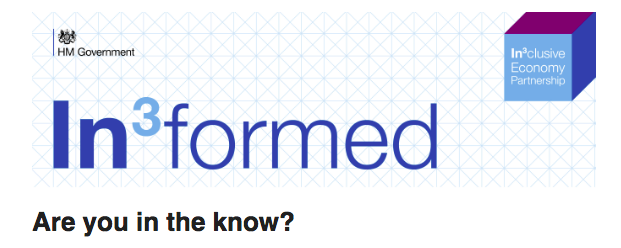 HM Government
In³clusive
Economy
Partnership
In³formed
Are you in the know?